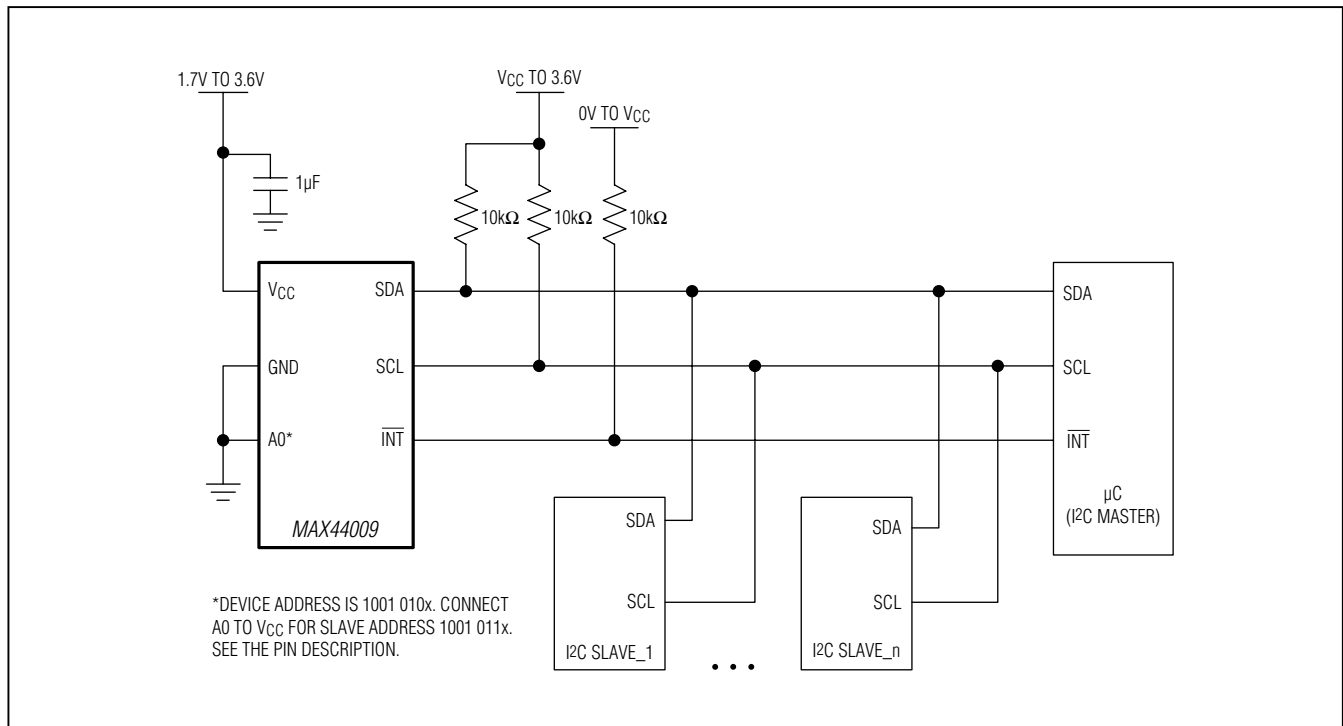 1.7V TO 3.6V
VCC TO 3.6V
0V TO VCC
1µF
10kΩ
10kΩ
10kΩ
VCC
SDA
GND
SCL
A0*
INT
MAX44009
SDA
SCL
INT
µC
(I²C MASTER)
SDA
SCL
I²C SLAVE_1
• • •
SDA
SCL
I²C SLAVE_n
*DEVICE ADDRESS IS 1001 010x. CONNECT
A0 TO VCC FOR SLAVE ADDRESS 1001 011x.
SEE THE PIN DESCRIPTION.